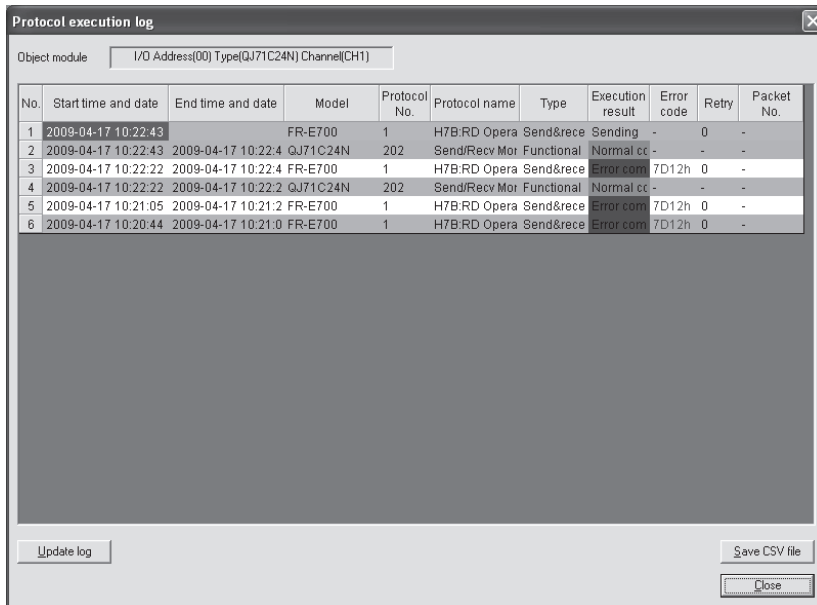 Protocol execution log
Object module I/O Address(00) Type(QJ71C24N) Channel(CH1)
No. Start time and date End time and date Model Protocol No. Protocol name Type Execution result Error code Retry Packet No.
1 2009-04-17 10:22:43 FR-E700 1 H7B:RD Opera Send&rece Sending - 0 -
2 2009-04-17 10:22:43 2009-04-17 10:22:4 QJ71C24N 202 Send/Recv Mor Functional Normal cc - - -
3 2009-04-17 10:22:22 2009-04-17 10:22:4 FR-E700 1 H7B:RD Opera Send&rece Error com 7D12h 0 -
4 2009-04-17 10:22:22 2009-04-17 10:22:2 QJ71C24N 202 Send/Recv Mor Functional Normal cc - - -
5 2009-04-17 10:21:05 2009-04-17 10:21:2 FR-E700 1 H7B:RD Opera Send&rece Error com 7D12h 0 -
6 2009-04-17 10:20:44 2009-04-17 10:21:0 FR-E700 1 H7B:RD Opera Send&rece Error com 7D12h 0 -
Update log Save CSV file
Close